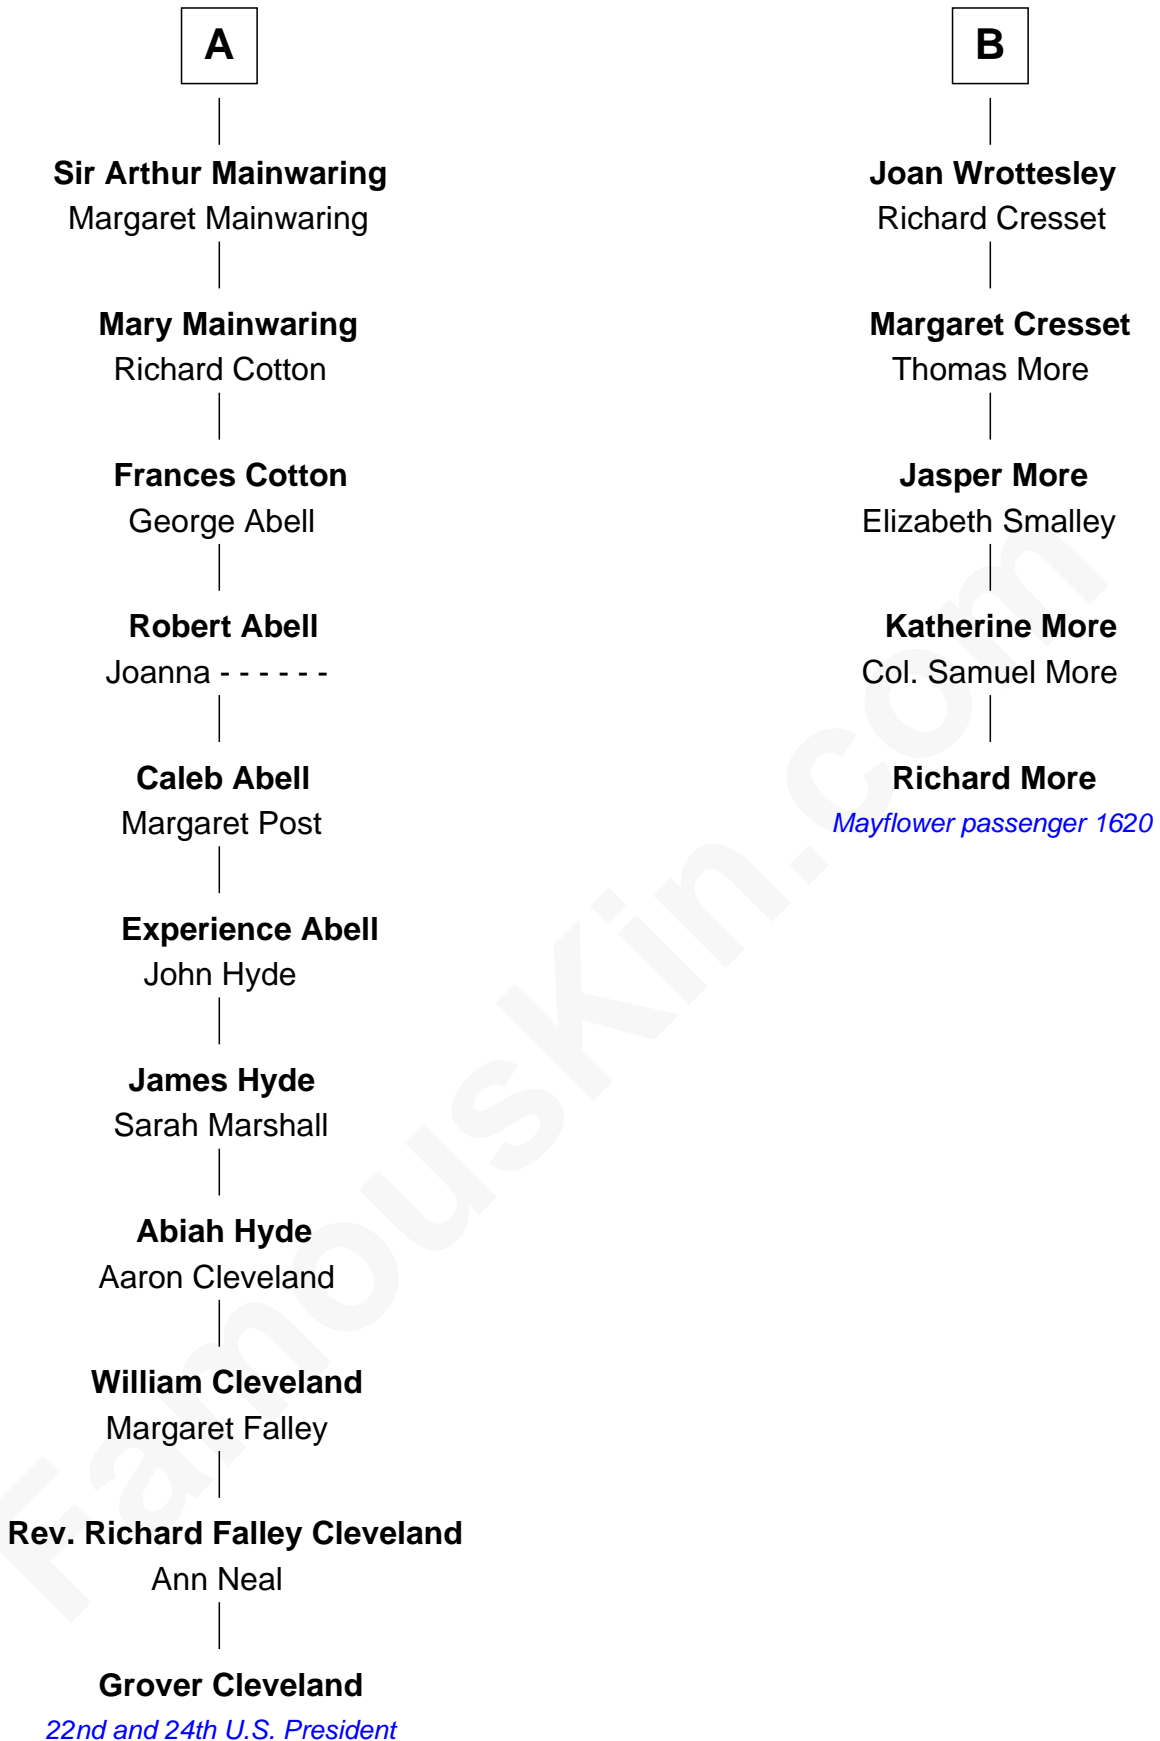 A
Sir Arthur Mainwaring
Margaret Mainwaring
Mary Mainwaring
Richard Cotton
Frances Cotton
George Abell
Robert Abell
Joanna - - - - - -
Caleb Abell
Margaret Post
Experience Abell
John Hyde
James Hyde
Sarah Marshall
Abiah Hyde
Aaron Cleveland
William Cleveland
Margaret Falley
Rev. Richard Falley Cleveland
Ann Neal
Grover Cleveland
22nd and 24th U.S. President
B
Joan Wrottesley
Richard Cresset
Margaret Cresset
Thomas More
Jasper More
Elizabeth Smalley
Katherine More
Col. Samuel More
Richard More
Mayflower passenger 1620
FamousKin.com